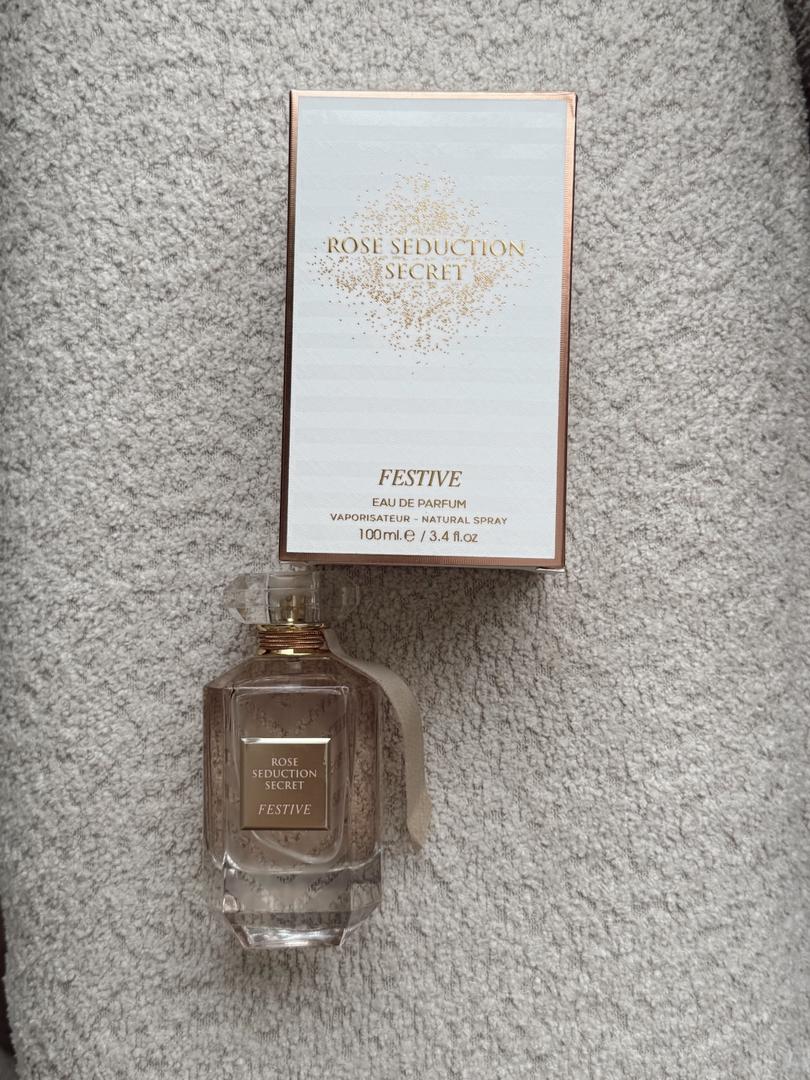 ROSE SEDUCTION
SECRET
FESTIVE
EAU DE PARFUM
VAPORISATEUR - NATURAL SPRAY
100ml.e / 3.4 fl.oz
ROSE
SEDUCTION
SECRET
FESTIVE